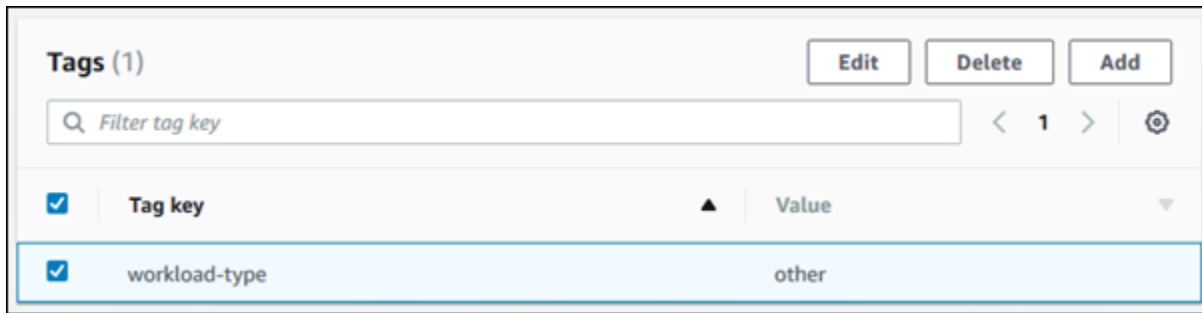 Tags (1) Edit Delete Add
Filter tag key 1
Tag key Value
workload-type other